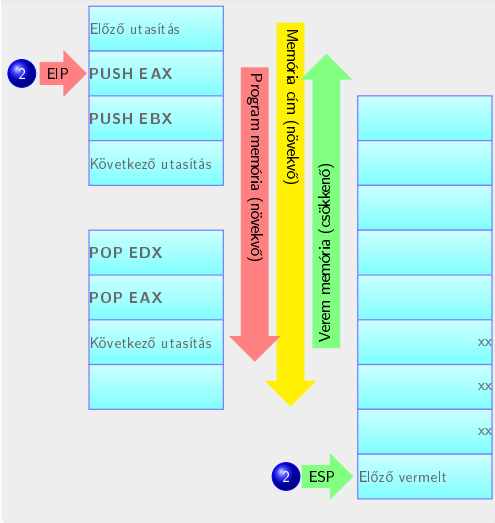 Előző utasítás
2
EIP
PUSH EAX
PUSH EBX
Következő utasítás
POP EDX
POP EAX
Következő utasítás
Program memória (növekvő)
Memória cím (növekvő)
Verem memória (csökkenő)
xx
xx
xx
2
ESP
Előző vermelt